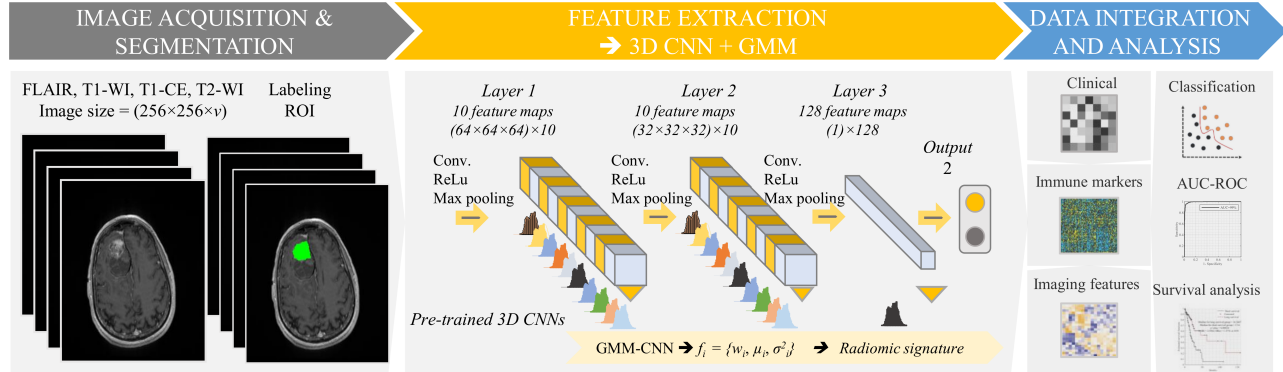 IMAGE ACQUISITION &
SEGMENTATION
FEATURE EXTRACTION
➔ 3D CNN + GMM
DATA INTEGRATION
AND ANALYSIS
FLAIR, T1-WI, T1-CE, T2-WI
Image size = (256×256×v)
Labeling
ROI
Layer 1
10 feature maps
(64×64×64)×10
Layer 2
10 feature maps
(32×32×32)×10
Layer 3
128 feature maps
(1)×128
Output
2
Conv.
ReLu
Max pooling
Conv.
ReLu
Max pooling
Conv.
ReLu
Max pooling
Pre-trained 3D CNNs
GMM-CNN ➔ fᵢ = {wᵢ, μᵢ, σ²ᵢ} ➔ Radiomic signature
Clinical
Classification
Immune markers
AUC-ROC
Imaging features
Survival analysis